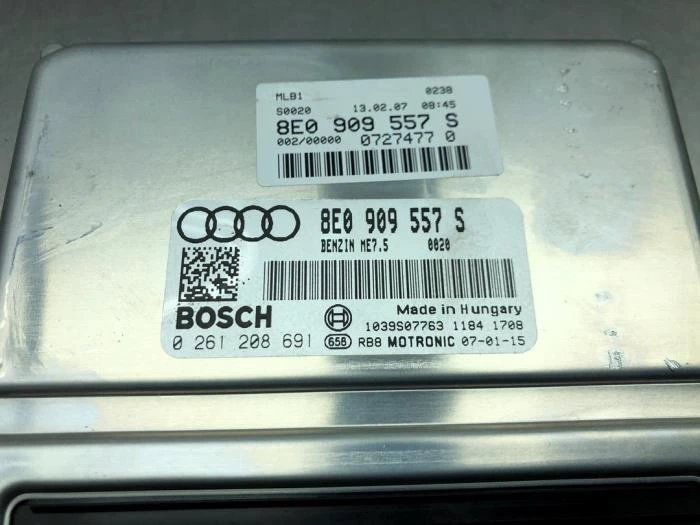 MLB1 0238
S0020 13.02.07 08:45
8E0 909 557 S
002/00000 0727477 0
8E0 909 557 S
BENZIN ME7.5 0020
BOSCH
Made in Hungary
1039S07763 1184 1708
0 261 208 691 658 RB8 MOTRONIC 07-01-15